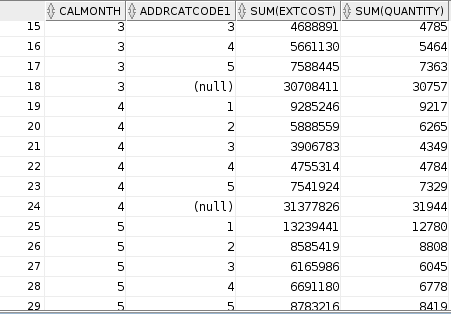 CALMONTH ADDRCATCODE1 SUM(EXTCOST) SUM(QUANTITY)
15 3 3 4688891 4785
16 3 4 5661130 5464
17 3 5 7588445 7363
18 3 (null) 30708411 30757
19 4 1 9285246 9217
20 4 2 5888559 6265
21 4 3 3906783 4349
22 4 4 4755314 4784
23 4 5 7541924 7329
24 4 (null) 31377826 31944
25 5 1 13239441 12780
26 5 2 8585419 8808
27 5 3 6165986 6045
28 5 4 6691180 6778
29 5 5 8783216 8419